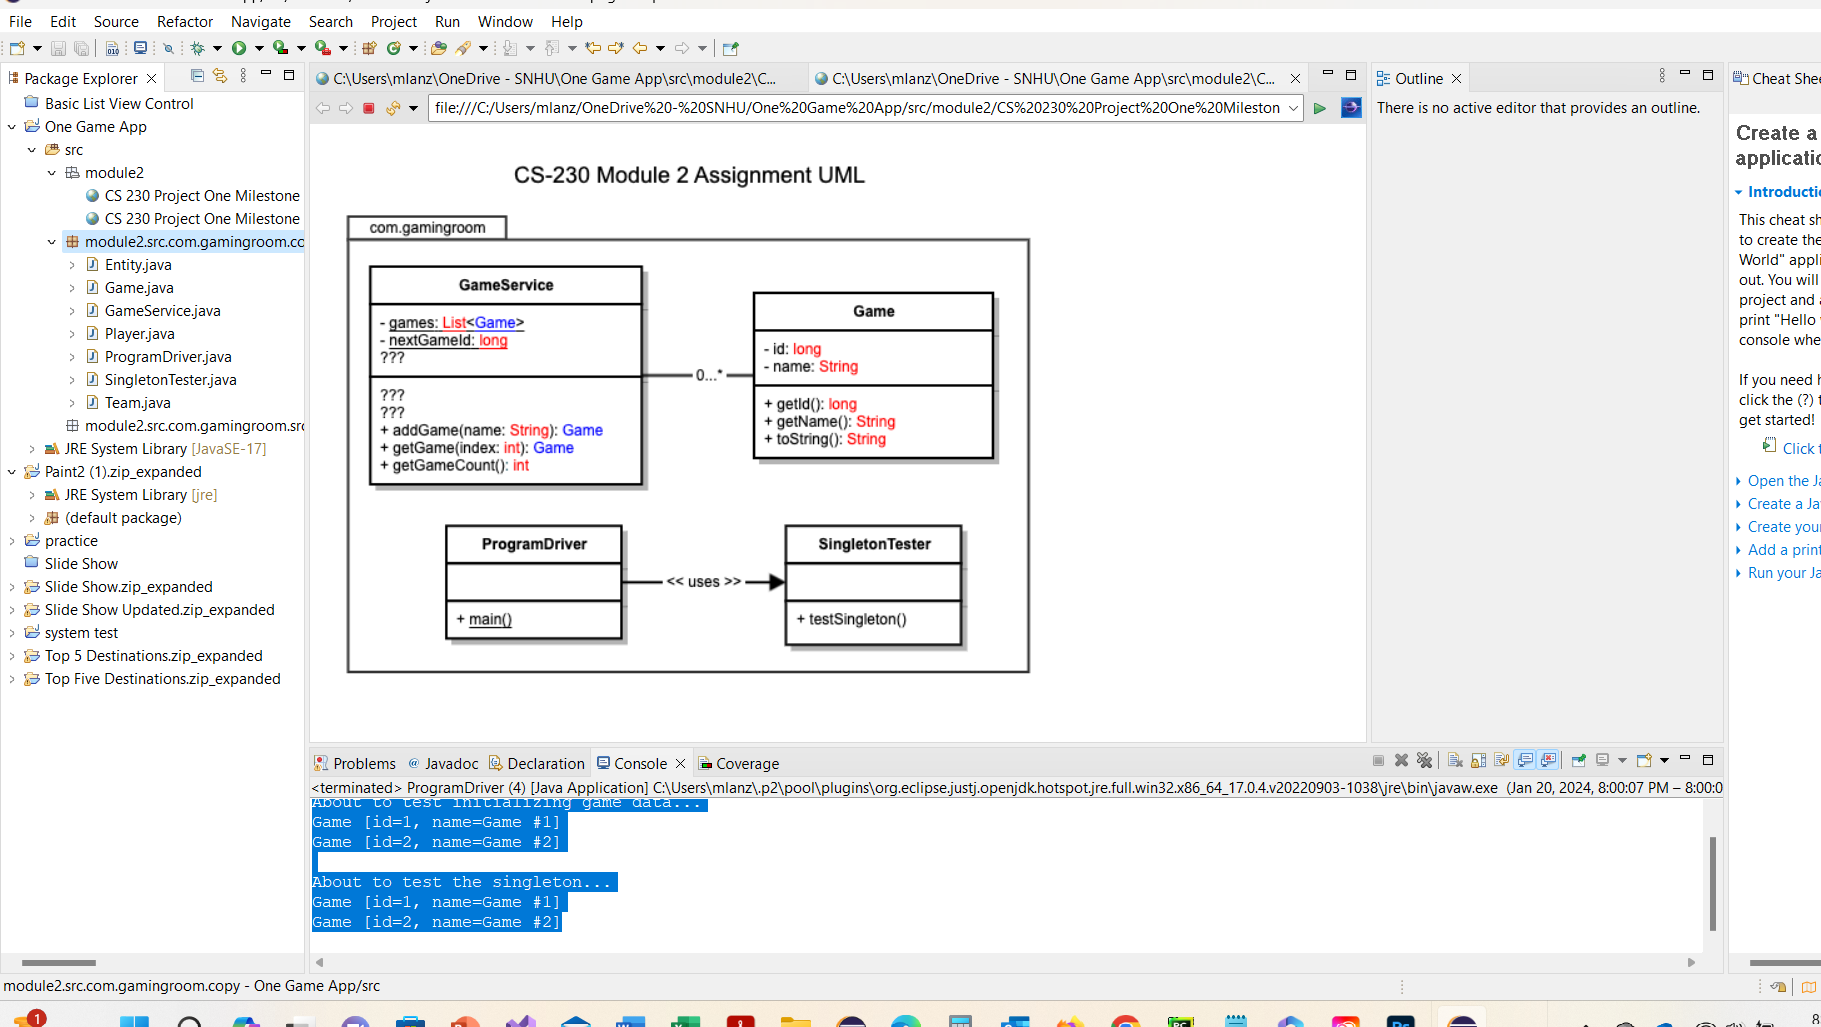 File Edit Source Refactor Navigate Search Project Run Window Help
Package Explorer
Basic List View Control
One Game App
src
module2
CS 230 Project One Milestone
CS 230 Project One Milestone
module2.src.com.gamingroom.co
Entity.java
Game.java
GameService.java
Player.java
ProgramDriver.java
SingletonTester.java
Team.java
module2.src.com.gamingroom.src
JRE System Library [JavaSE-17]
Paint2 (1).zip_expanded
JRE System Library [jre]
(default package)
practice
Slide Show
Slide Show.zip_expanded
Slide Show Updated.zip_expanded
system test
Top 5 Destinations.zip_expanded
Top Five Destinations.zip_expanded
C:\Users\mlanz\OneDrive - SNHU\One Game App\src\module2\C...
C:\Users\mlanz\OneDrive - SNHU\One Game App\src\module2\C...
file:///C:/Users/mlanz/OneDrive%20-%20SNHU/One%20Game%20App/src/module2/CS%20230%20Project%20One%20Mileston
CS-230 Module 2 Assignment UML
com.gamingroom
GameService
- games: List<Game>
- nextGameId: long
???
???
???
+ addGame(name: String): Game
+ getGame(index: int): Game
+ getGameCount(): int
0...*
Game
- id: long
- name: String
+ getId(): long
+ getName(): String
+ toString(): String
ProgramDriver
+ main()
<< uses >>
SingletonTester
+ testSingleton()
Outline
There is no active editor that provides an outline.
Cheat Shee
Create a
applicatio
Introductio
This cheat sh
to create the
World" appli
out. You will
project and a
print "Hello
console whe
If you need h
click the (?) t
get started!
Click t
Open the Ja
Create a Ja
Create your
Add a print
Run your Ja
Problems Javadoc Declaration Console Coverage
<terminated> ProgramDriver (4) [Java Application] C:\Users\mlanz\.p2\pool\plugins\org.eclipse.justj.openjdk.hotspot.jre.full.win32.x86_64_17.0.4.v20220903-1038\jre\bin\javaw.exe (Jan 20, 2024, 8:00:07 PM – 8:00:0
About to test initializing game data...
Game [id=1, name=Game #1]
Game [id=2, name=Game #2]
About to test the singleton...
Game [id=1, name=Game #1]
Game [id=2, name=Game #2]
module2.src.com.gamingroom.copy - One Game App/src
1
8